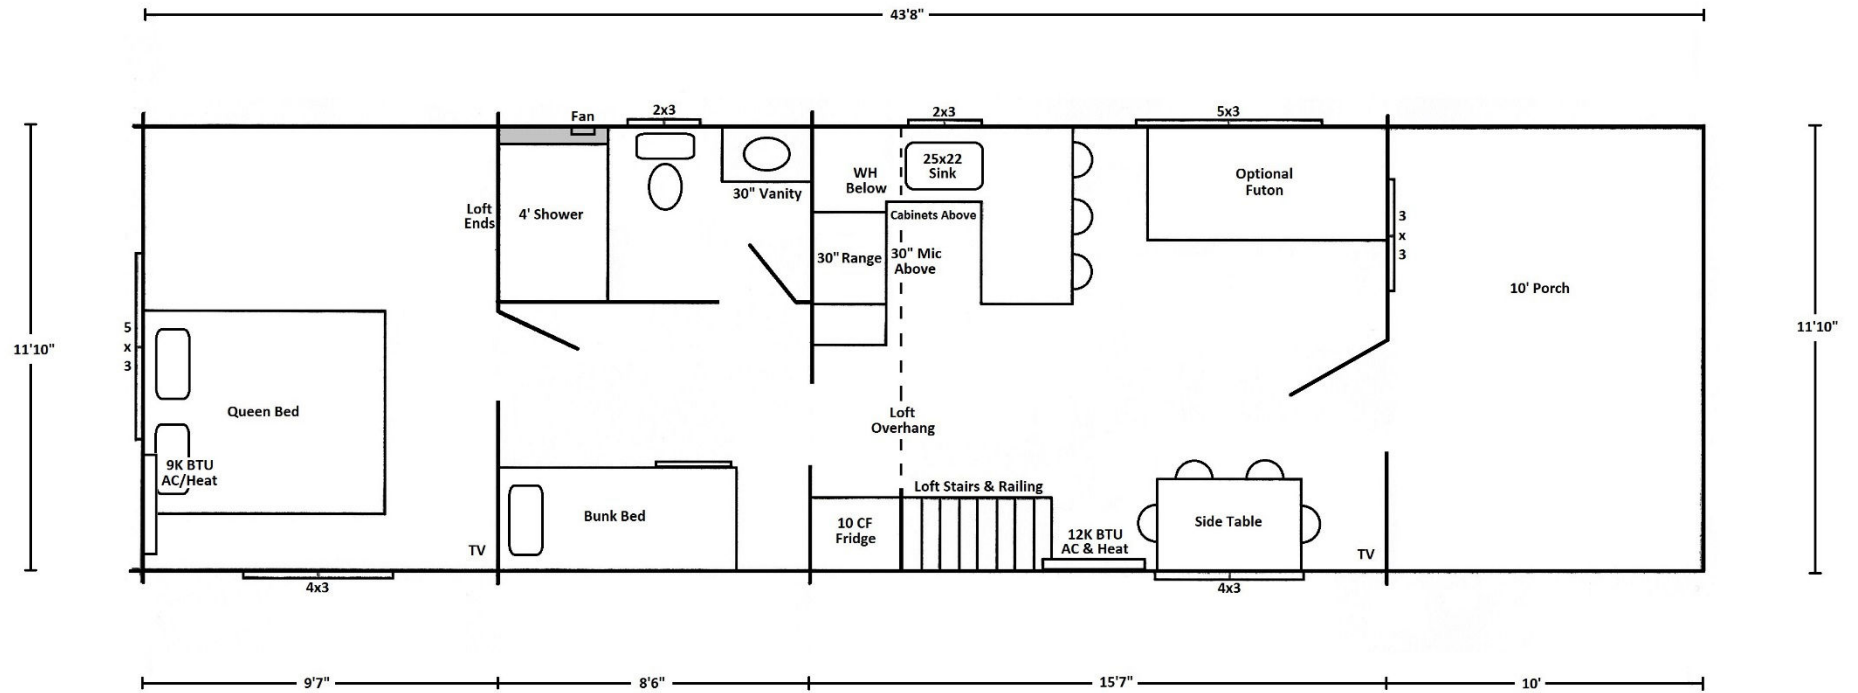 43'8"
Fan
2x3
2x3
5x3
25x22
Sink
WH
Below
Optional
Futon
30" Vanity
Loft
Ends
4' Shower
Cabinets Above
3
x
3
30" Range
30" Mic
Above
10' Porch
5
x
3
11'10"
11'10"
Queen Bed
Loft
Overhang
9K BTU
AC/Heat
Loft Stairs & Railing
Bunk Bed
10 CF
Fridge
Side Table
12K BTU
AC & Heat
TV
TV
4x3
4x3
9'7"
8'6"
15'7"
10'